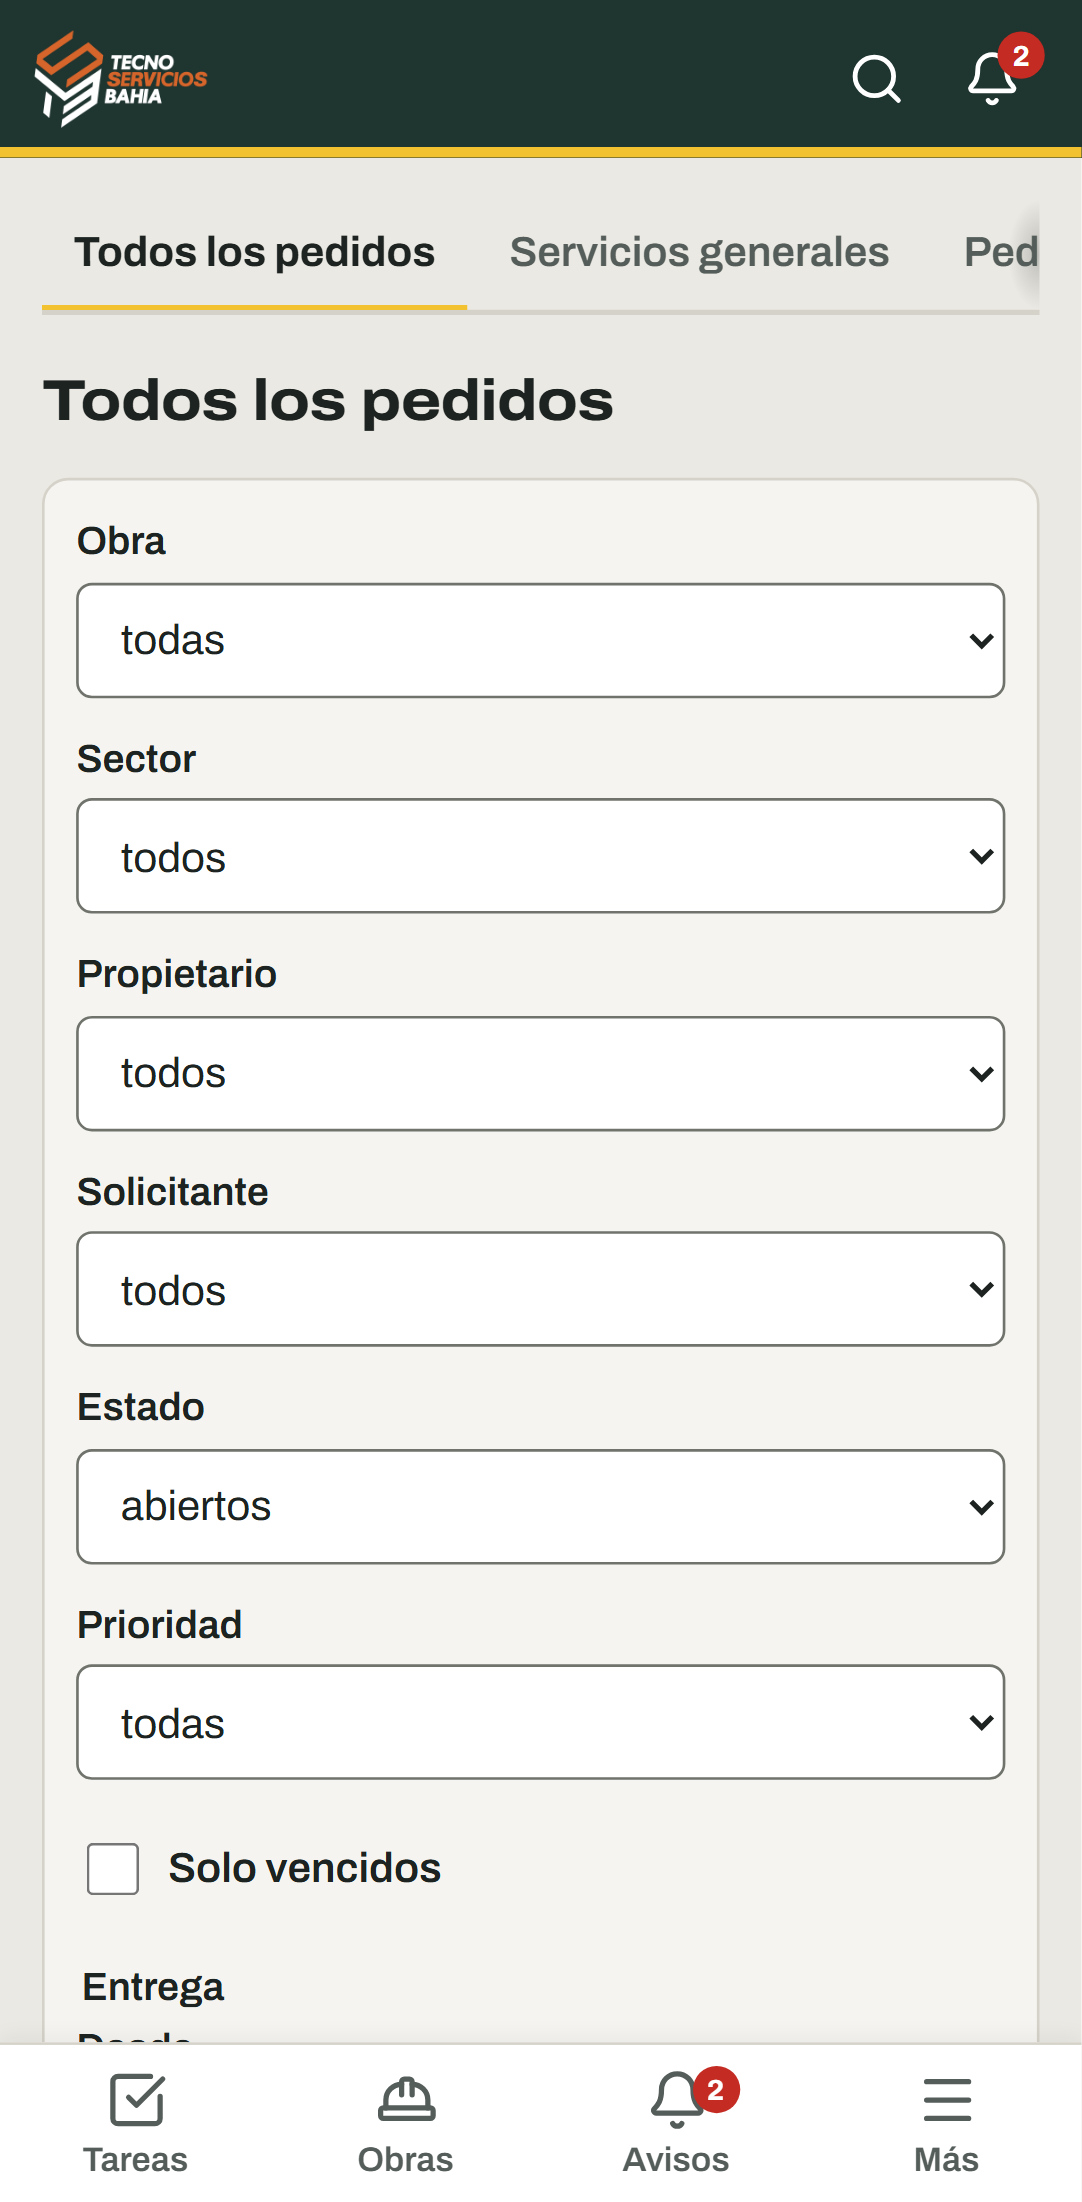 TECNO
SERVICIOS
BAHIA
2
Todos los pedidos
Servicios generales
Ped
Todos los pedidos
Obra
todas
Sector
todos
Propietario
todos
Solicitante
todos
Estado
abiertos
Prioridad
todas
Solo vencidos
Entrega
Desde
2
Tareas
Obras
Avisos
Más